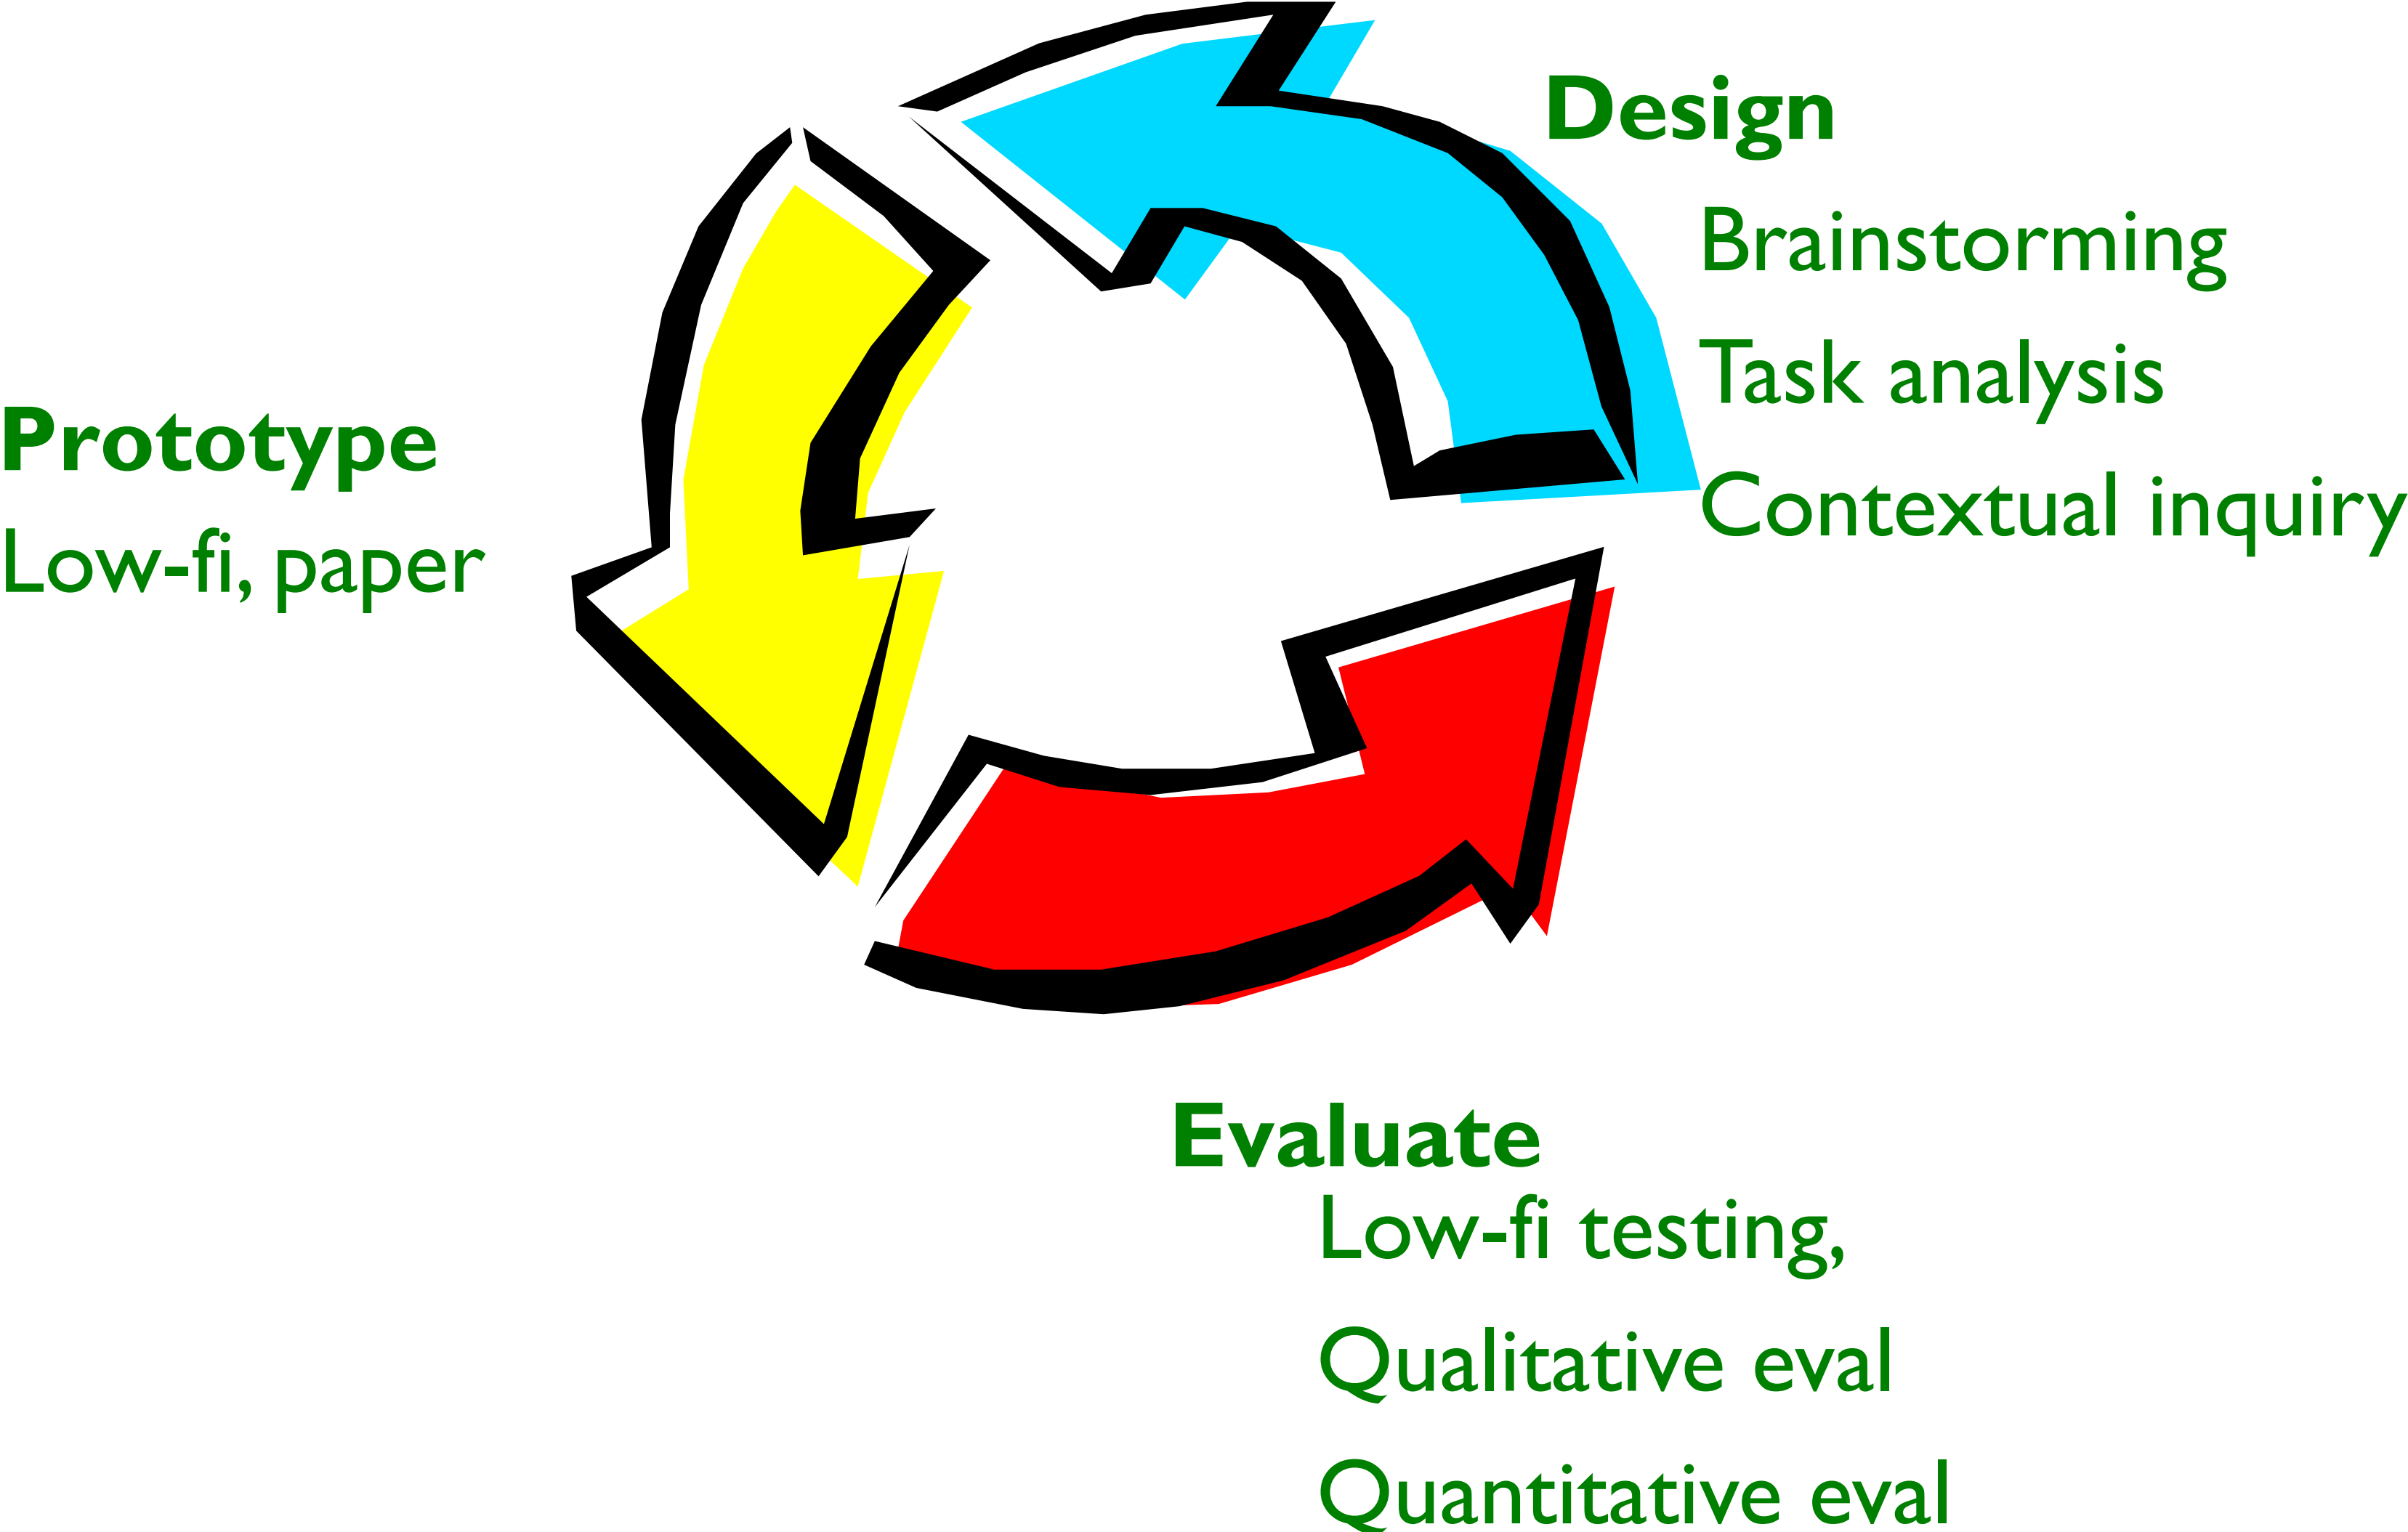 Design
Brainstorming
Task analysis
Contextual inquiry
Prototype
Low-fi, paper
Evaluate
Low-fi testing,
Qualitative eval
Quantitative eval